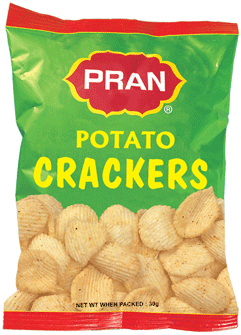 PRAN
®
POTATO
CRACKERS
NET WT WHEN PACKED : 30g